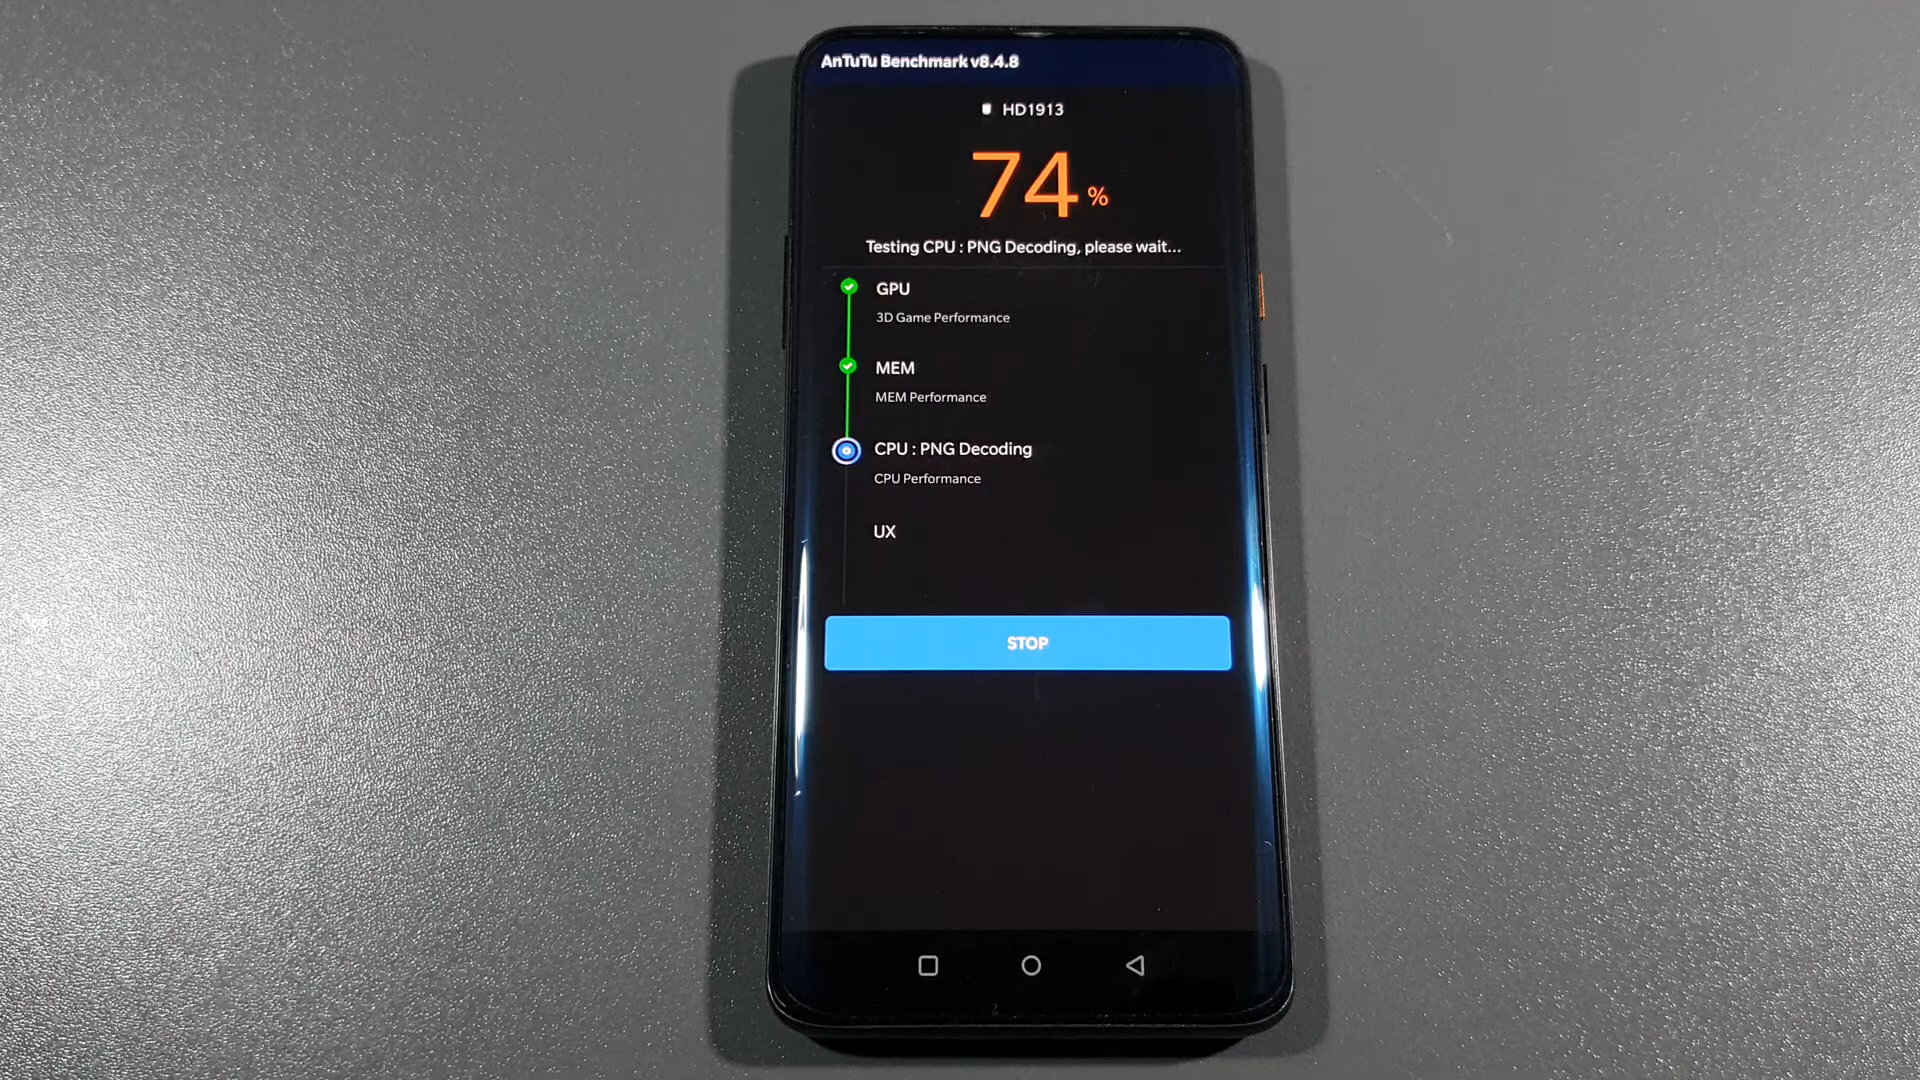 AnTuTu Benchmark v8.4.8
HD1913
74%
Testing CPU : PNG Decoding, please wait...
GPU
3D Game Performance
MEM
MEM Performance
CPU : PNG Decoding
CPU Performance
UX
STOP